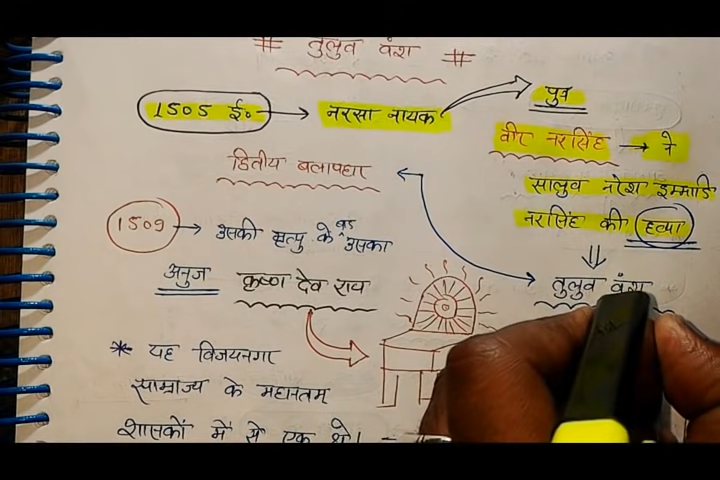 # तुलुव वंश #
1505 ई० → नरसा नायक
पुत्र
वीर नरसिंह → ने
सालुव नरेश इम्माडि
नरसिंह की हत्या
द्वितीय बलापहार
तुलुव वंश
1509 → उसकी मृत्यु के बाद उसका
अनुज कृष्ण देव राय
* यह विजयनगर
साम्राज्य के महानतम
शासकों में से एक थे। -